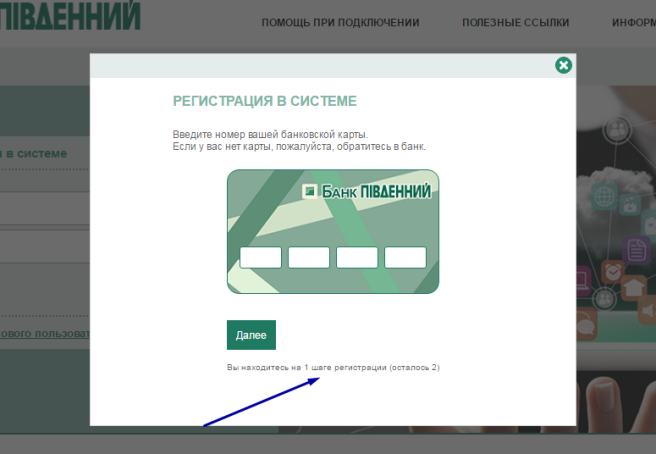 ПІВДЕННИЙ
ПОМОЩЬ ПРИ ПОДКЛЮЧЕНИИ
ПОЛЕЗНЫЕ ССЫЛКИ
ИНФОРМ
РЕГИСТРАЦИЯ В СИСТЕМЕ
Введите номер вашей банковской карты.
Если у вас нет карты, пожалуйста, обратитесь в банк.
я в системе
БАНК ПІВДЕННИЙ
ового пользоват
Далее
Вы находитесь на 1 шаге регистрации (осталось 2)